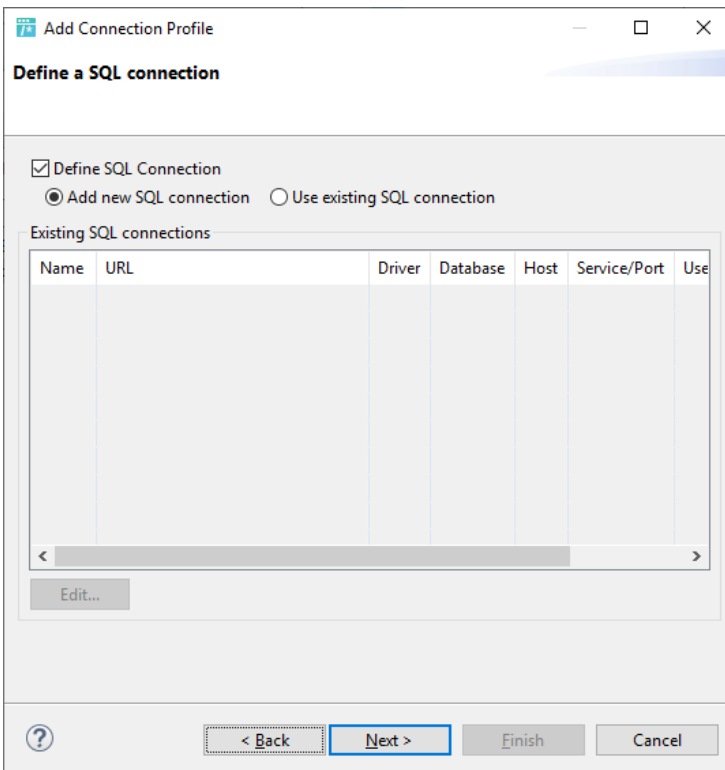 Add Connection Profile
Define a SQL connection
Define SQL Connection
Add new SQL connection Use existing SQL connection
Existing SQL connections
Name URL Driver Database Host Service/Port Use
Edit...
? < Back Next > Finish Cancel